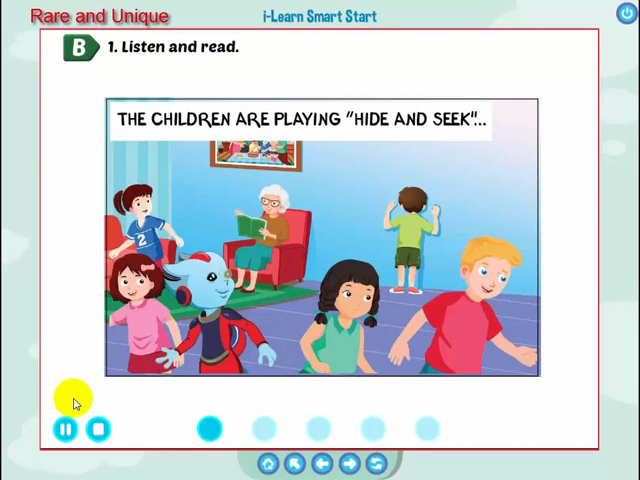 Rare and Unique
i-Learn Smart Start
B 1. Listen and read.
THE CHILDREN ARE PLAYING "HIDE AND SEEK"...
2